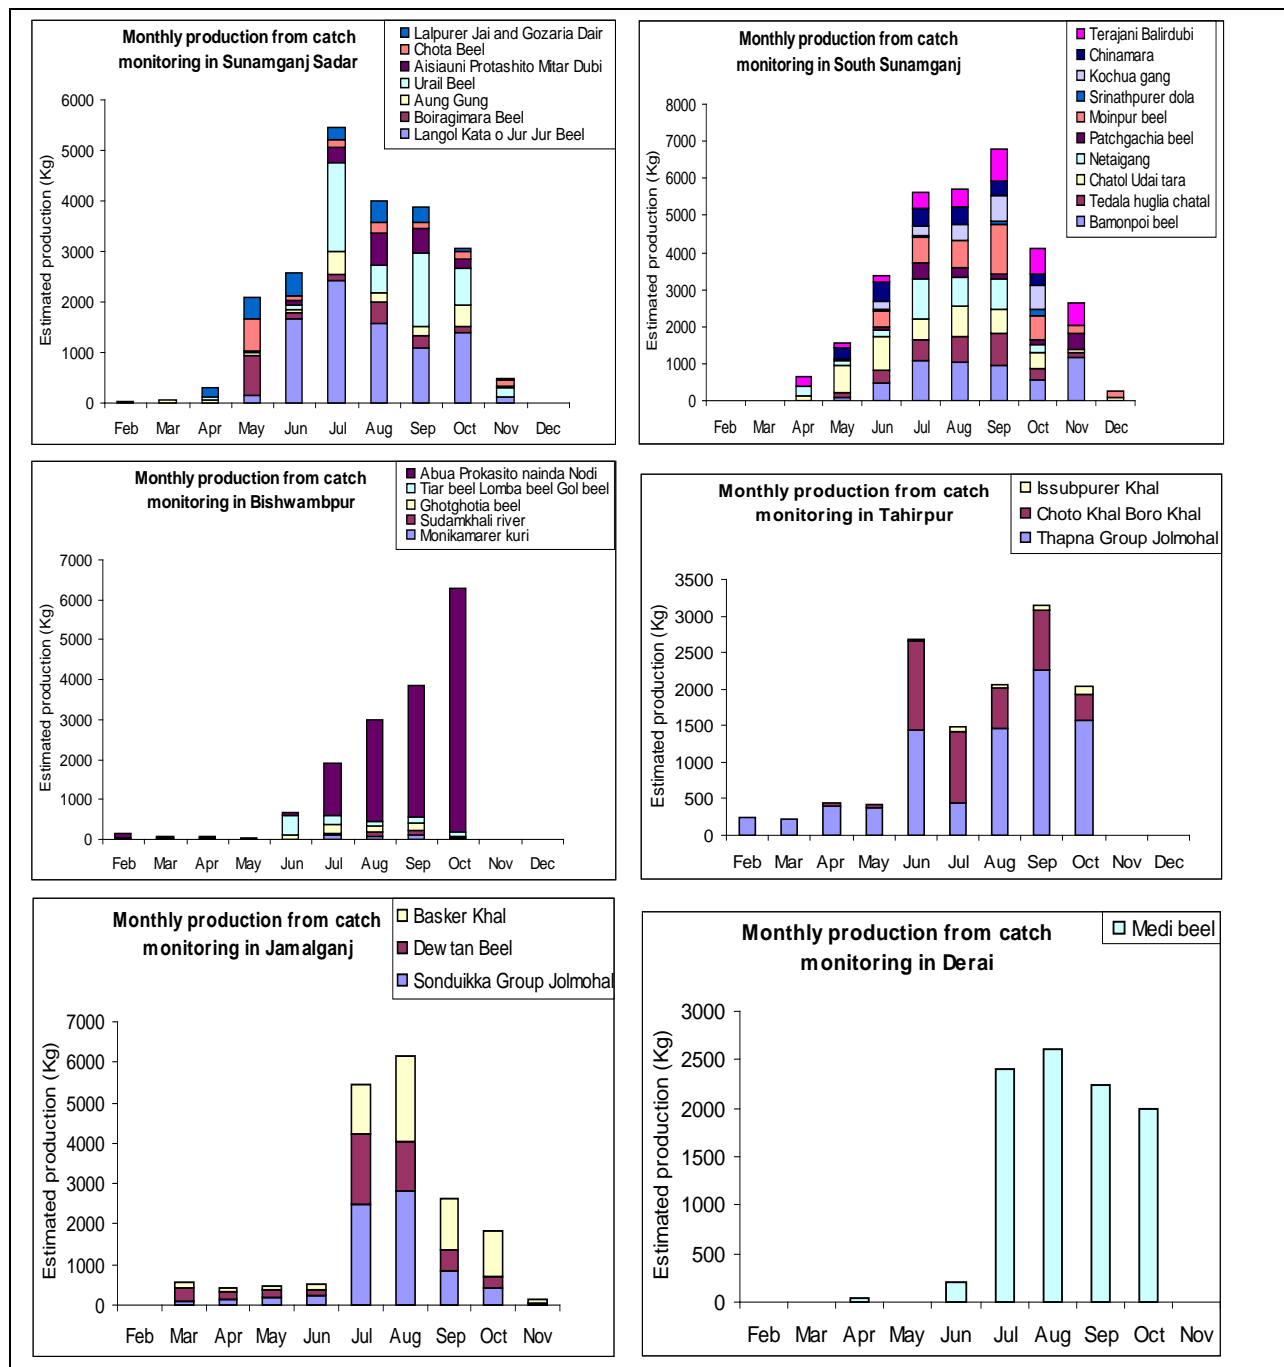 Monthly production from catch
monitoring in Sunamganj Sadar
Lalpurer Jai and Gozaria Dair
Chota Beel
Aisiauni Protashito Mitar Dubi
Urail Beel
Aung Gung
Boiragimara Beel
Langol Kata o Jur Jur Beel
Estimated production (Kg)
6000
5000
4000
3000
2000
1000
0
Feb Mar Apr May Jun Jul Aug Sep Oct Nov Dec
Monthly production from catch
monitoring in South Sunamganj
Terajani Balirdubi
Chinamara
Kochua gang
Srinathpurer dola
Moinpur beel
Patchgachia beel
Netaigang
Chatol Udai tara
Tedala huglia chatal
Bamonpoi beel
Estimated production (Kg)
8000
7000
6000
5000
4000
3000
2000
1000
0
Feb Mar Apr May Jun Jul Aug Sep Oct Nov Dec
Monthly production from catch
monitoring in Bishwambpur
Abua Prokasito nainda Nodi
Tiar beel Lomba beel Gol beel
Ghotghotia beel
Sudamkhali river
Monikamarer kuri
Estimated production (Kg)
7000
6000
5000
4000
3000
2000
1000
0
Feb Mar Apr May Jun Jul Aug Sep Oct Nov Dec
Monthly production from catch
monitoring in Tahirpur
Issubpurer Khal
Choto Khal Boro Khal
Thapna Group Jolmohal
Estimated production (Kg)
3500
3000
2500
2000
1500
1000
500
0
Feb Mar Apr May Jun Jul Aug Sep Oct Nov Dec
Monthly production from catch
monitoring in Jamalganj
Basker Khal
Dewtan Beel
Sonduikka Group Jolmohal
Estimated production (Kg)
7000
6000
5000
4000
3000
2000
1000
0
Feb Mar Apr May Jun Jul Aug Sep Oct Nov
Monthly production from catch
monitoring in Derai
Medi beel
Estimated production (Kg)
3000
2500
2000
1500
1000
500
0
Feb Mar Apr May Jun Jul Aug Sep Oct Nov